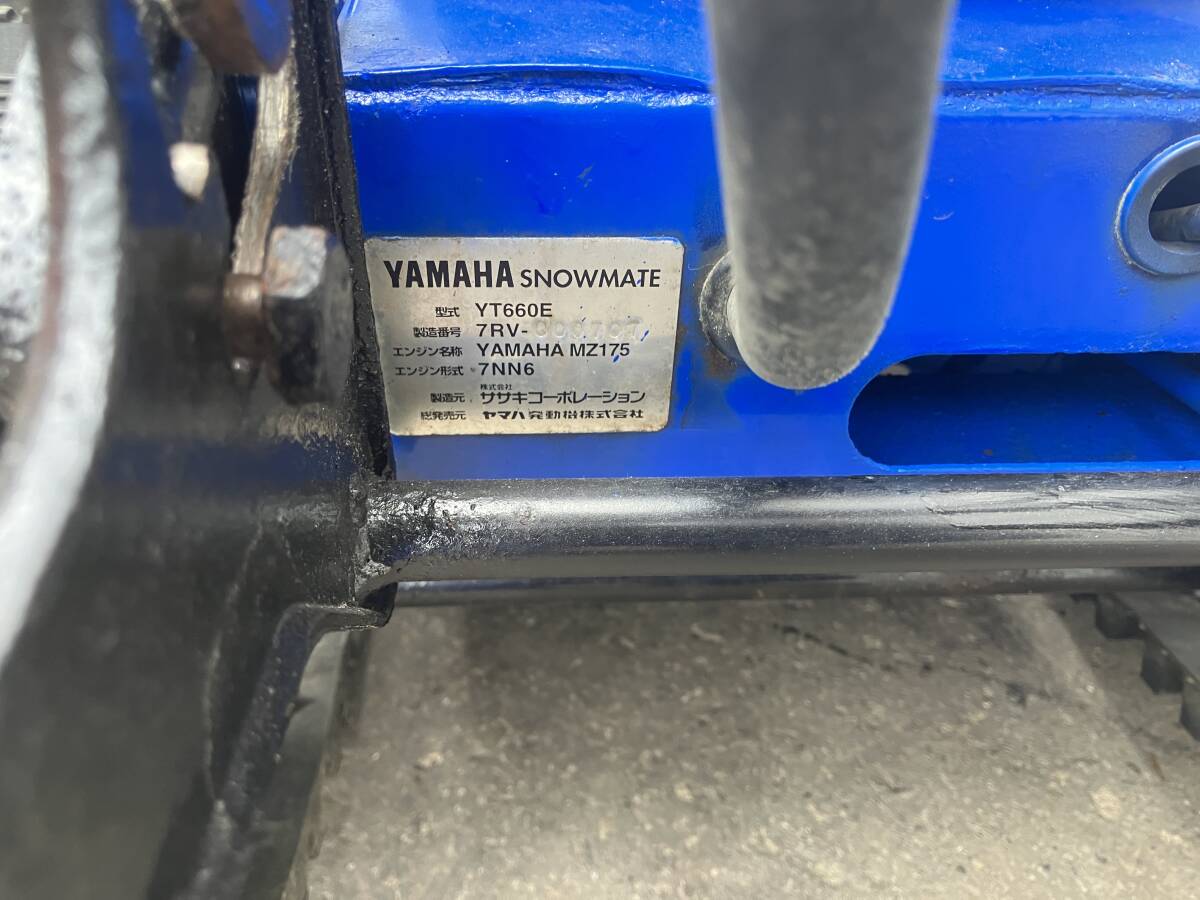 YAMAHA SNOWMATE
型式 YT660E
製造番号 7RV-
エンジン名称 YAMAHA MZ175
エンジン形式 7NN6
株式会社
製造元 ササキコーポレーション
総発売元 ヤマハ発動機株式会社